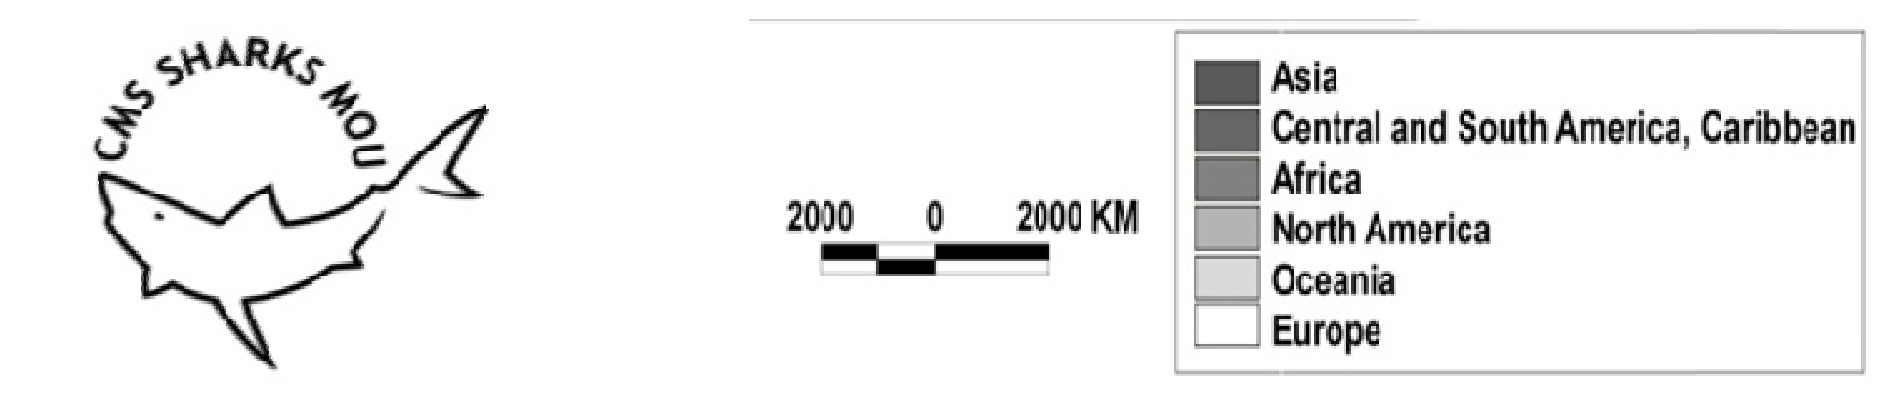 CMS SHARKS MOU
2000 0 2000 KM
Asia
Central and South America, Caribbean
Africa
North America
Oceania
Europe